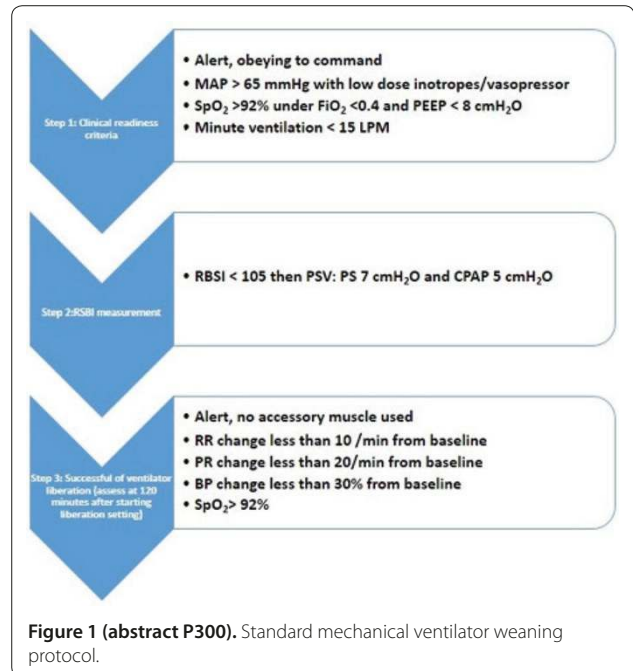 Step 1: Clinical readiness
criteria
• Alert, obeying to command
• MAP > 65 mmHg with low dose inotropes/vasopressor
• SpO₂ >92% under FiO₂ <0.4 and PEEP < 8 cmH₂O
• Minute ventilation < 15 LPM
Step 2:RSBI measurement
• RBSI < 105 then PSV: PS 7 cmH₂O and CPAP 5 cmH₂O
Step 3: Successful of ventilator
liberation (assess at 120
minutes after starting
liberation setting)
• Alert, no accessory muscle used
• RR change less than 10 /min from baseline
• PR change less than 20/min from baseline
• BP change less than 30% from baseline
• SpO₂> 92%
Figure 1 (abstract P300). Standard mechanical ventilator weaning
protocol.